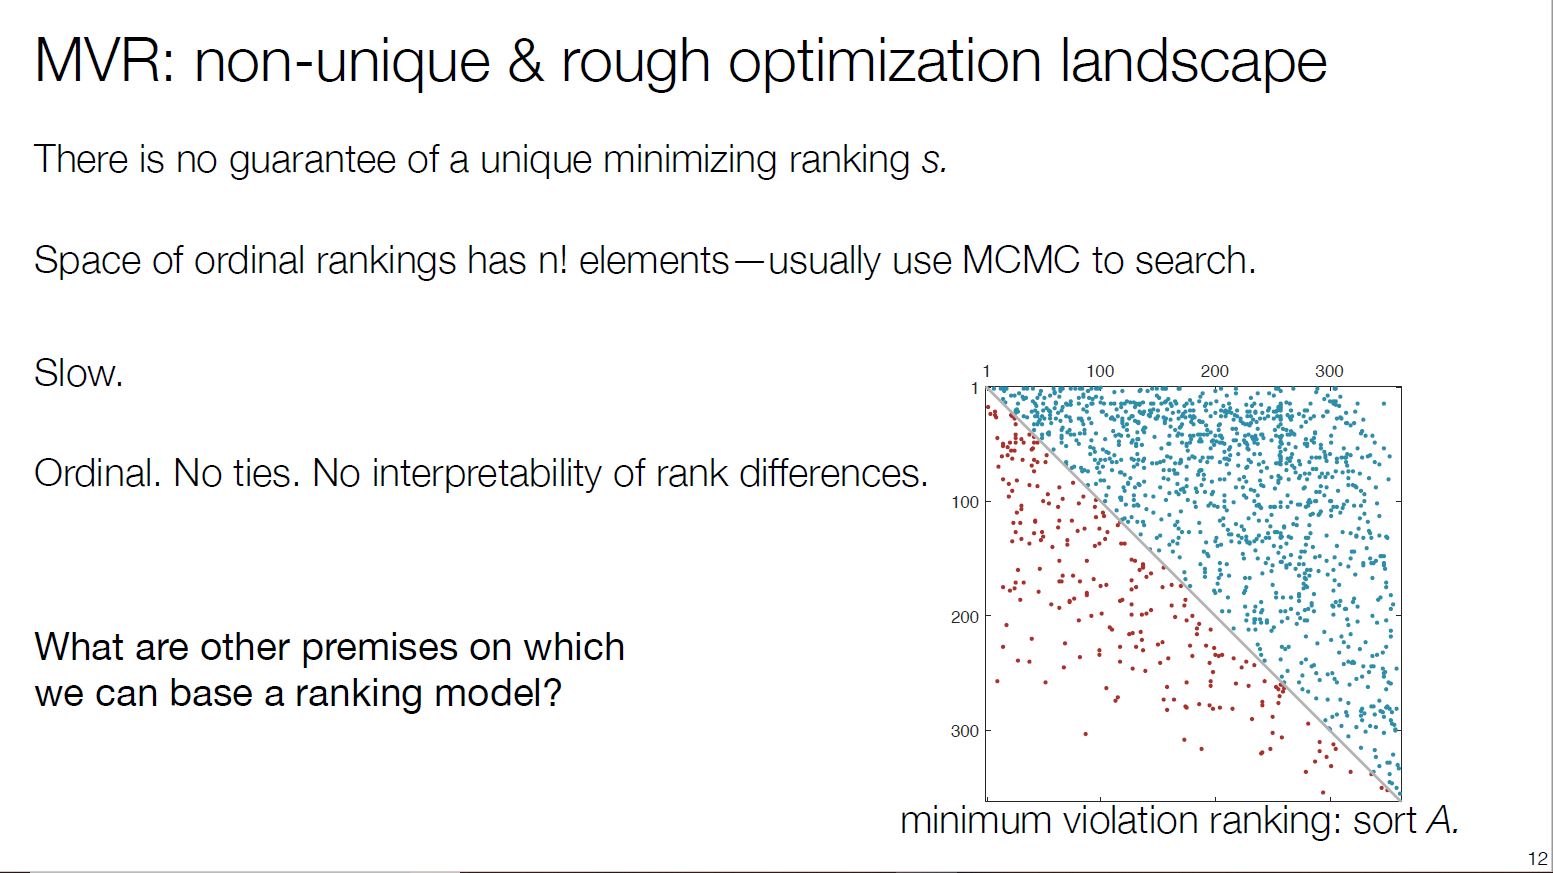 MVR: non-unique & rough optimization landscape
There is no guarantee of a unique minimizing ranking s.
Space of ordinal rankings has n! elements—usually use MCMC to search.
Slow.
Ordinal. No ties. No interpretability of rank differences.
What are other premises on which
we can base a ranking model?
1 100 200 300
1
100
200
300
minimum violation ranking: sort A.
12